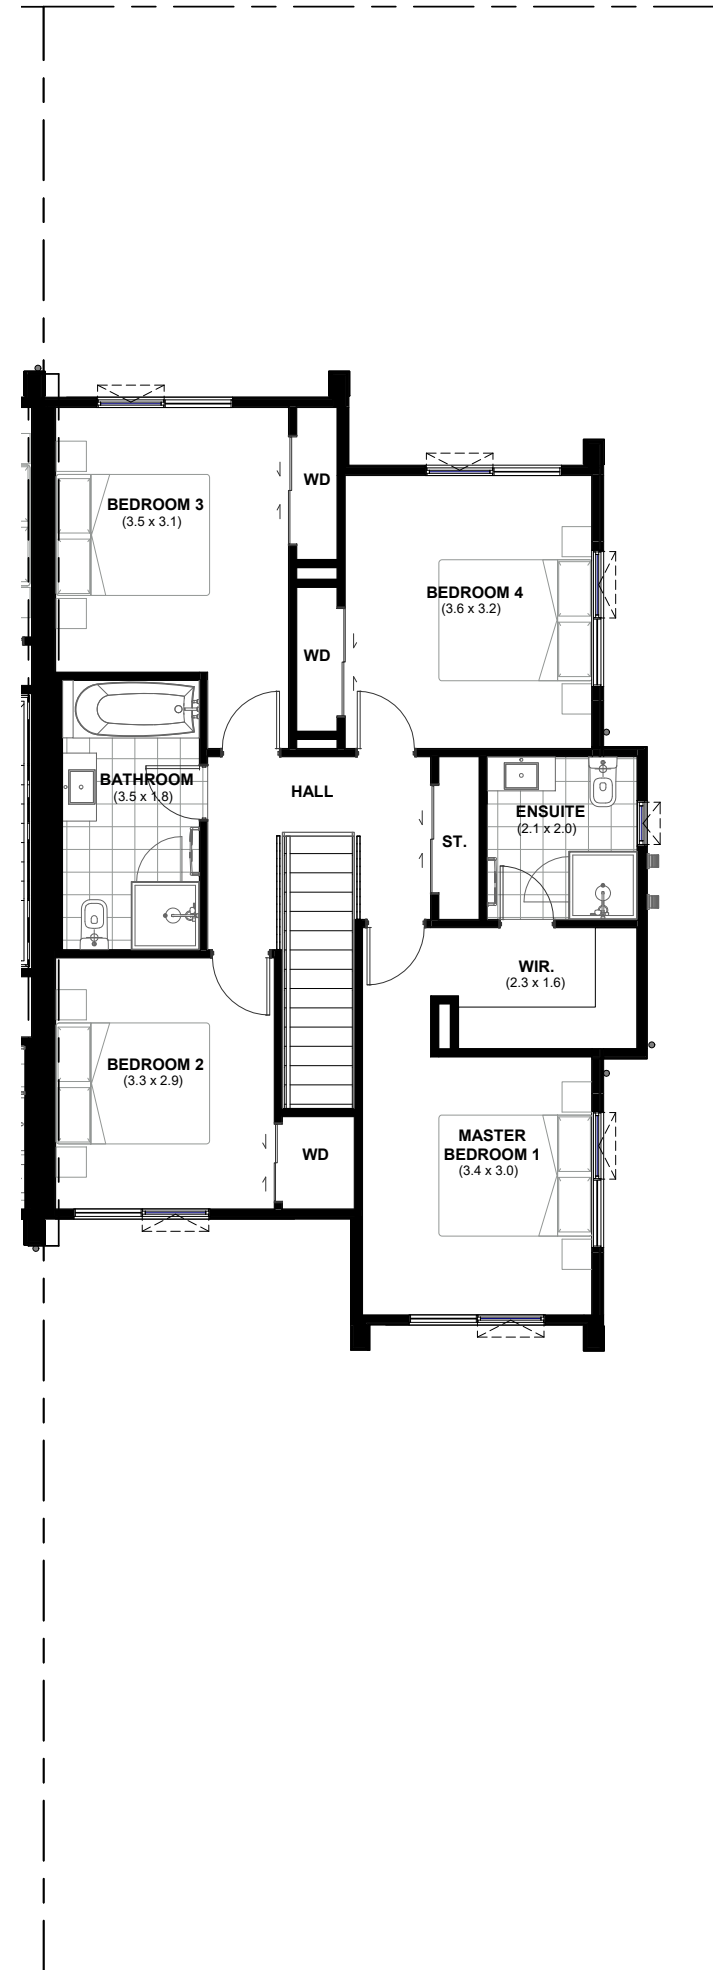 WD
BEDROOM 3
(3.5 x 3.1)
BEDROOM 4
(3.6 x 3.2)
WD
BATHROOM
(3.5 x 1.8)
HALL
ENSUITE
(2.1 x 2.0)
ST.
WIR.
(2.3 x 1.6)
BEDROOM 2
(3.3 x 2.9)
WD
MASTER
BEDROOM 1
(3.4 x 3.0)